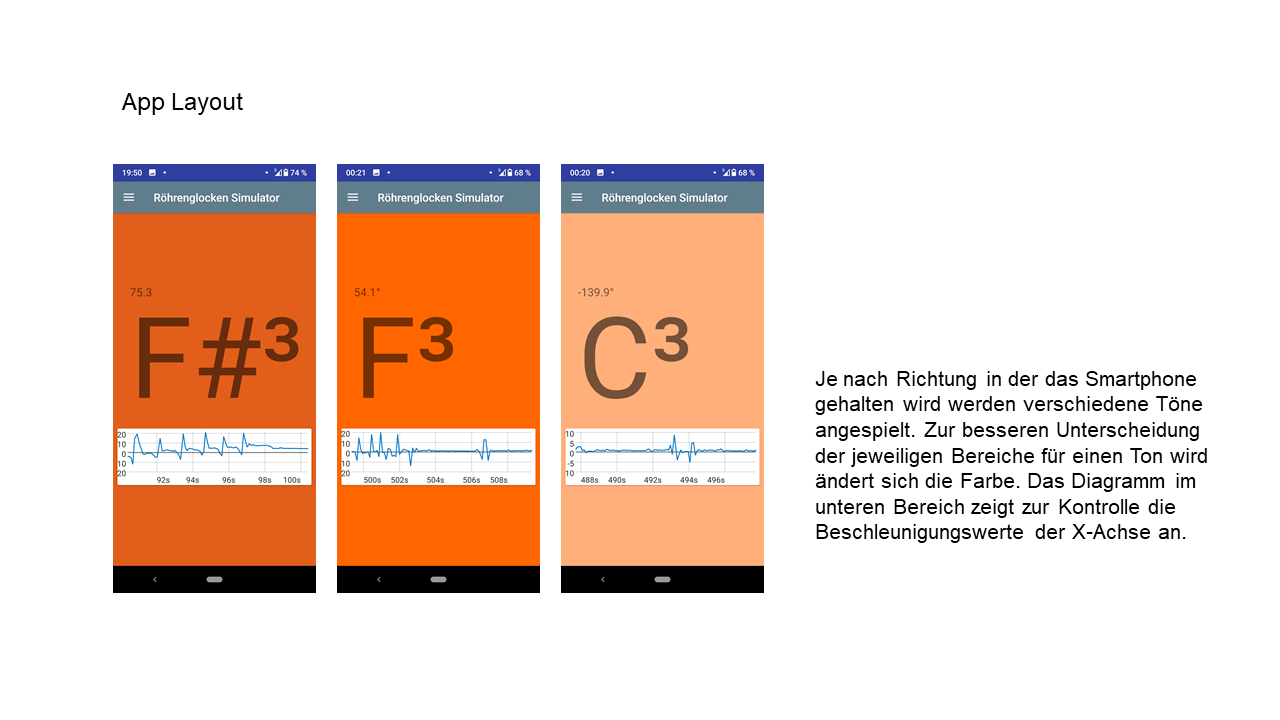 App Layout
19:50 74 %
Röhrenglocken Simulator
75.3
F#³
20
10
0
10
20
92s 94s 96s 98s 100s
00:21 68 %
Röhrenglocken Simulator
54.1°
F³
20
10
0
10
20
500s 502s 504s 506s 508s
00:20 68 %
Röhrenglocken Simulator
-139.9°
C³
10
5
0
-5
10
488s 490s 492s 494s 496s
Je nach Richtung in der das Smartphone
gehalten wird werden verschiedene Töne
angespielt. Zur besseren Unterscheidung
der jeweiligen Bereiche für einen Ton wird
ändert sich die Farbe. Das Diagramm im
unteren Bereich zeigt zur Kontrolle die
Beschleunigungswerte der X-Achse an.